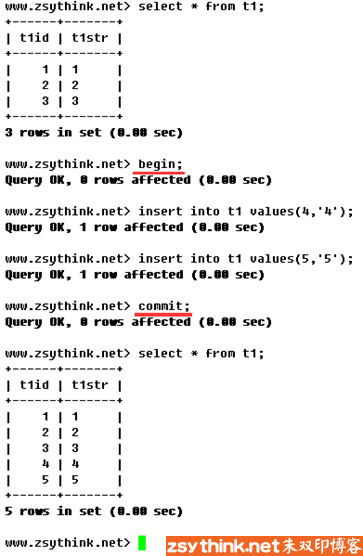 www.zsythink.net> select * from t1;
+------+-------+
| t1id | t1str |
+------+-------+
|    1 | 1     |
|    2 | 2     |
|    3 | 3     |
+------+-------+
3 rows in set (0.00 sec)
www.zsythink.net> begin;
Query OK, 0 rows affected (0.00 sec)
www.zsythink.net> insert into t1 values(4,'4');
Query OK, 1 row affected (0.00 sec)
www.zsythink.net> insert into t1 values(5,'5');
Query OK, 1 row affected (0.00 sec)
www.zsythink.net> commit;
Query OK, 0 rows affected (0.00 sec)
www.zsythink.net> select * from t1;
+------+-------+
| t1id | t1str |
+------+-------+
|    1 | 1     |
|    2 | 2     |
|    3 | 3     |
|    4 | 4     |
|    5 | 5     |
+------+-------+
5 rows in set (0.00 sec)
www.zsythink.net>
zsythink.net朱双印博客